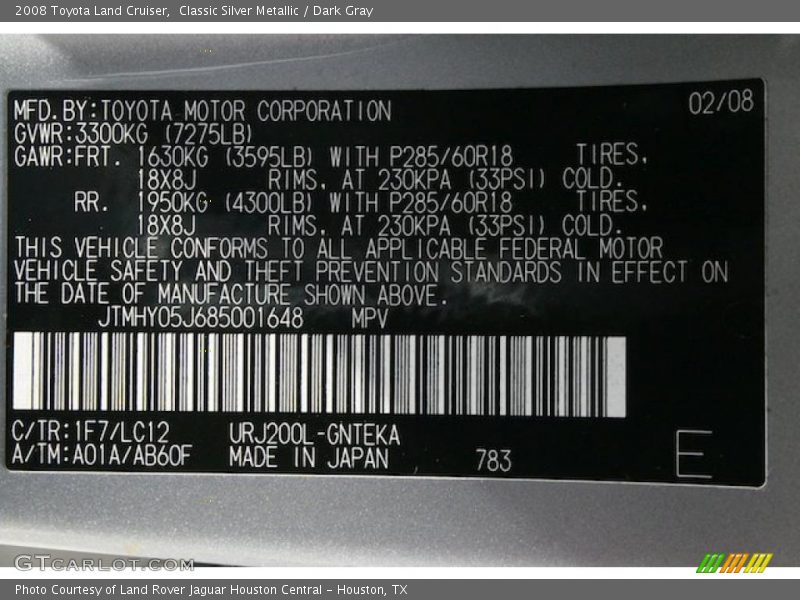 2008 Toyota Land Cruiser,  Classic Silver Metallic / Dark Gray
MFD.BY:TOYOTA MOTOR CORPORATION 02/08
GVWR:3300KG (7275LB)
GAWR:FRT. 1630KG (3595LB) WITH P285/60R18 TIRES,
18X8J RIMS, AT 230KPA (33PSI) COLD.
RR. 1950KG (4300LB) WITH P285/60R18 TIRES,
18X8J RIMS, AT 230KPA (33PSI) COLD.
THIS VEHICLE CONFORMS TO ALL APPLICABLE FEDERAL MOTOR
VEHICLE SAFETY AND THEFT PREVENTION STANDARDS IN EFFECT ON
THE DATE OF MANUFACTURE SHOWN ABOVE.
JTMHY05J685001648 MPV
C/TR:1F7/LC12 URJ200L-GNTEKA
A/TM:A01A/AB60F MADE IN JAPAN 783 E
GTCARLOT.COM
Photo Courtesy of Land Rover Jaguar Houston Central - Houston, TX